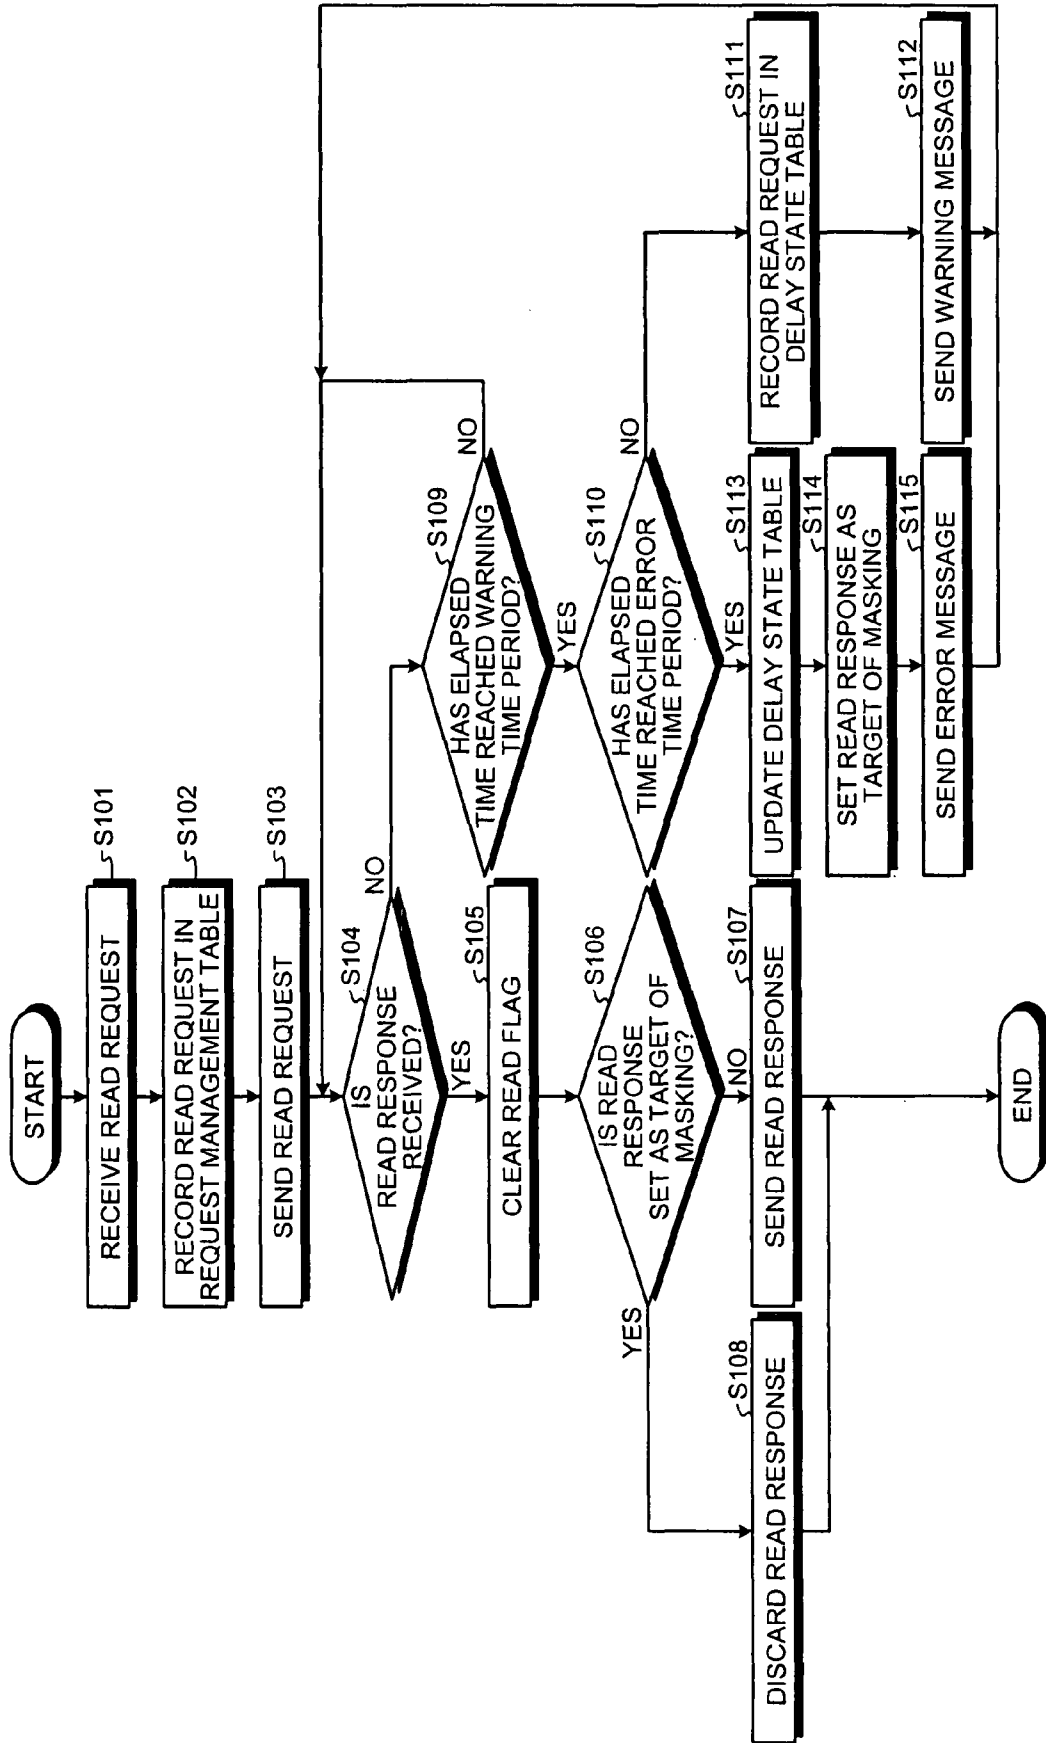 START
RECEIVE READ REQUEST
S101
RECORD READ REQUEST IN
REQUEST MANAGEMENT TABLE
S102
SEND READ REQUEST
S103
IS
READ RESPONSE
RECEIVED?
S104
NO
YES
CLEAR READ FLAG
S105
IS READ
RESPONSE
SET AS TARGET OF
MASKING?
S106
YES
NO
SEND READ RESPONSE
S107
DISCARD READ RESPONSE
S108
HAS ELAPSED
TIME REACHED WARNING
TIME PERIOD?
S109
NO
YES
HAS ELAPSED
TIME REACHED ERROR
TIME PERIOD?
S110
NO
YES
RECORD READ REQUEST IN
DELAY STATE TABLE
S111
SEND WARNING MESSAGE
S112
UPDATE DELAY STATE TABLE
S113
SET READ RESPONSE AS
TARGET OF MASKING
S114
SEND ERROR MESSAGE
S115
END